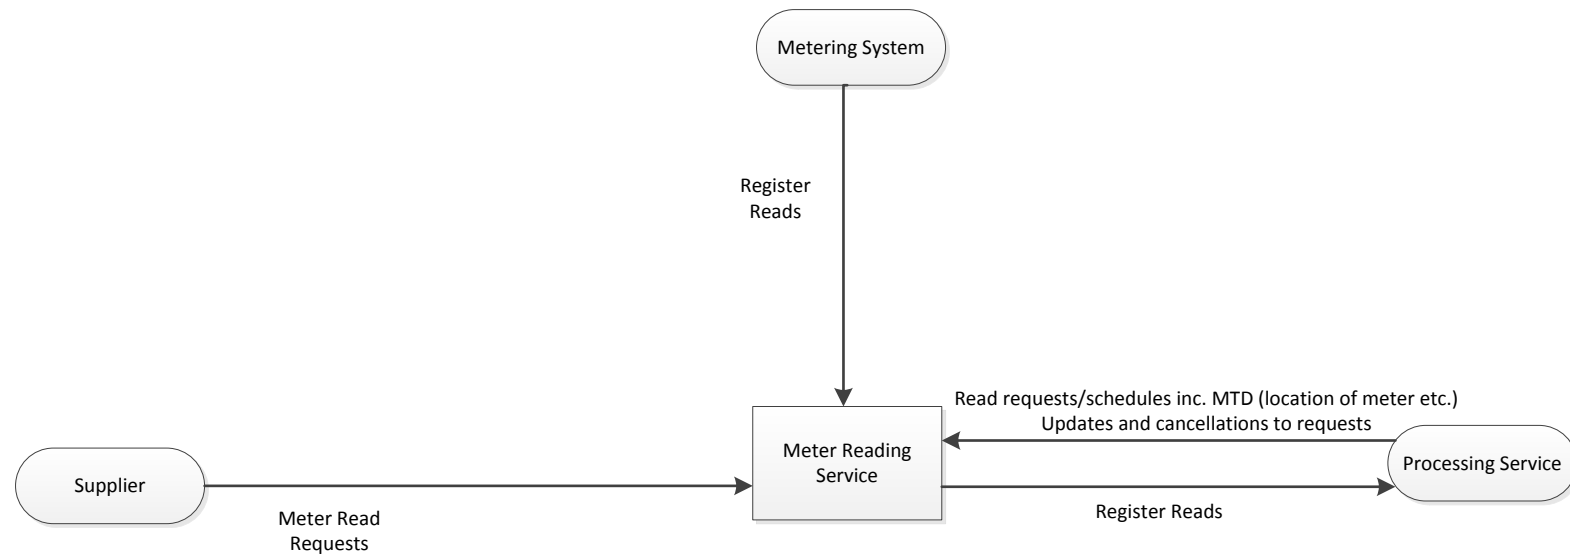 Metering System
Register
Reads
Read requests/schedules inc. MTD (location of meter etc.)
Updates and cancellations to requests
Meter Reading
Service
Processing Service
Supplier
Register Reads
Meter Read
Requests